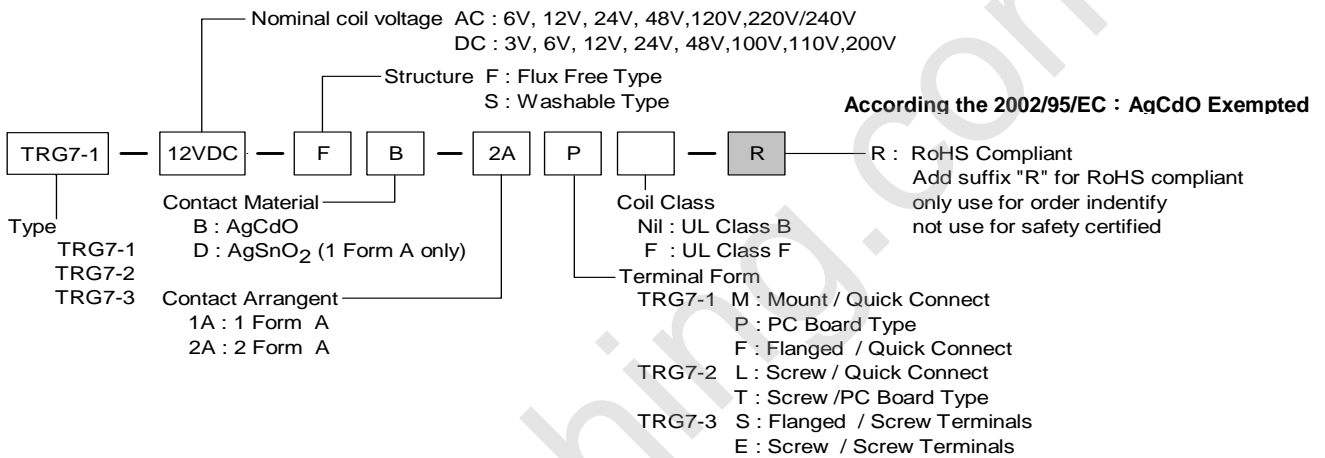 Nominal coil voltage AC : 6V, 12V, 24V, 48V,120V,220V/240V
DC : 3V, 6V, 12V, 24V, 48V,100V,110V,200V
Structure F : Flux Free Type
S : Washable Type
According the 2002/95/EC : AgCdO Exempted
TRG7-1 — 12VDC — F B — 2A P — R
R : RoHS Compliant
Add suffix "R" for RoHS compliant
only use for order indentify
not use for safety certified
Type
TRG7-1
TRG7-2
TRG7-3
Contact Material
B : AgCdO
D : AgSnO2 (1 Form A only)
Contact Arrangent
1A : 1 Form A
2A : 2 Form A
Coil Class
Nil : UL Class B
F : UL Class F
Terminal Form
TRG7-1 M : Mount / Quick Connect
P : PC Board Type
F : Flanged / Quick Connect
TRG7-2 L : Screw / Quick Connect
T : Screw /PC Board Type
TRG7-3 S : Flanged / Screw Terminals
E : Screw / Screw Terminals
hing.com